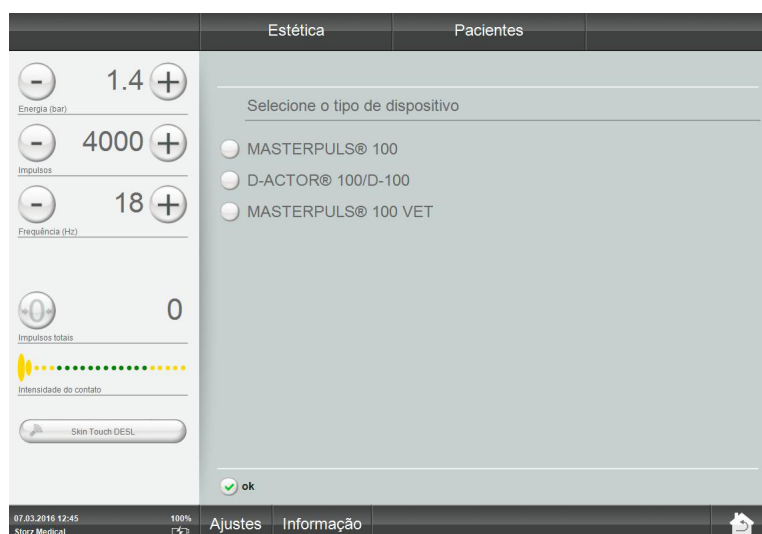 Estética
Pacientes
1.4
Energia (bar)
4000
Impulsos
18
Frequência (Hz)
0
Impulsos totais
Intensidade do contato
Skin Touch DESL.
Selecione o tipo de dispositivo
MASTERPULS® 100
D-ACTOR® 100/D-100
MASTERPULS® 100 VET
ok
07.03.2016 12:45
100%
Storz Medical
Ajustes
Informação